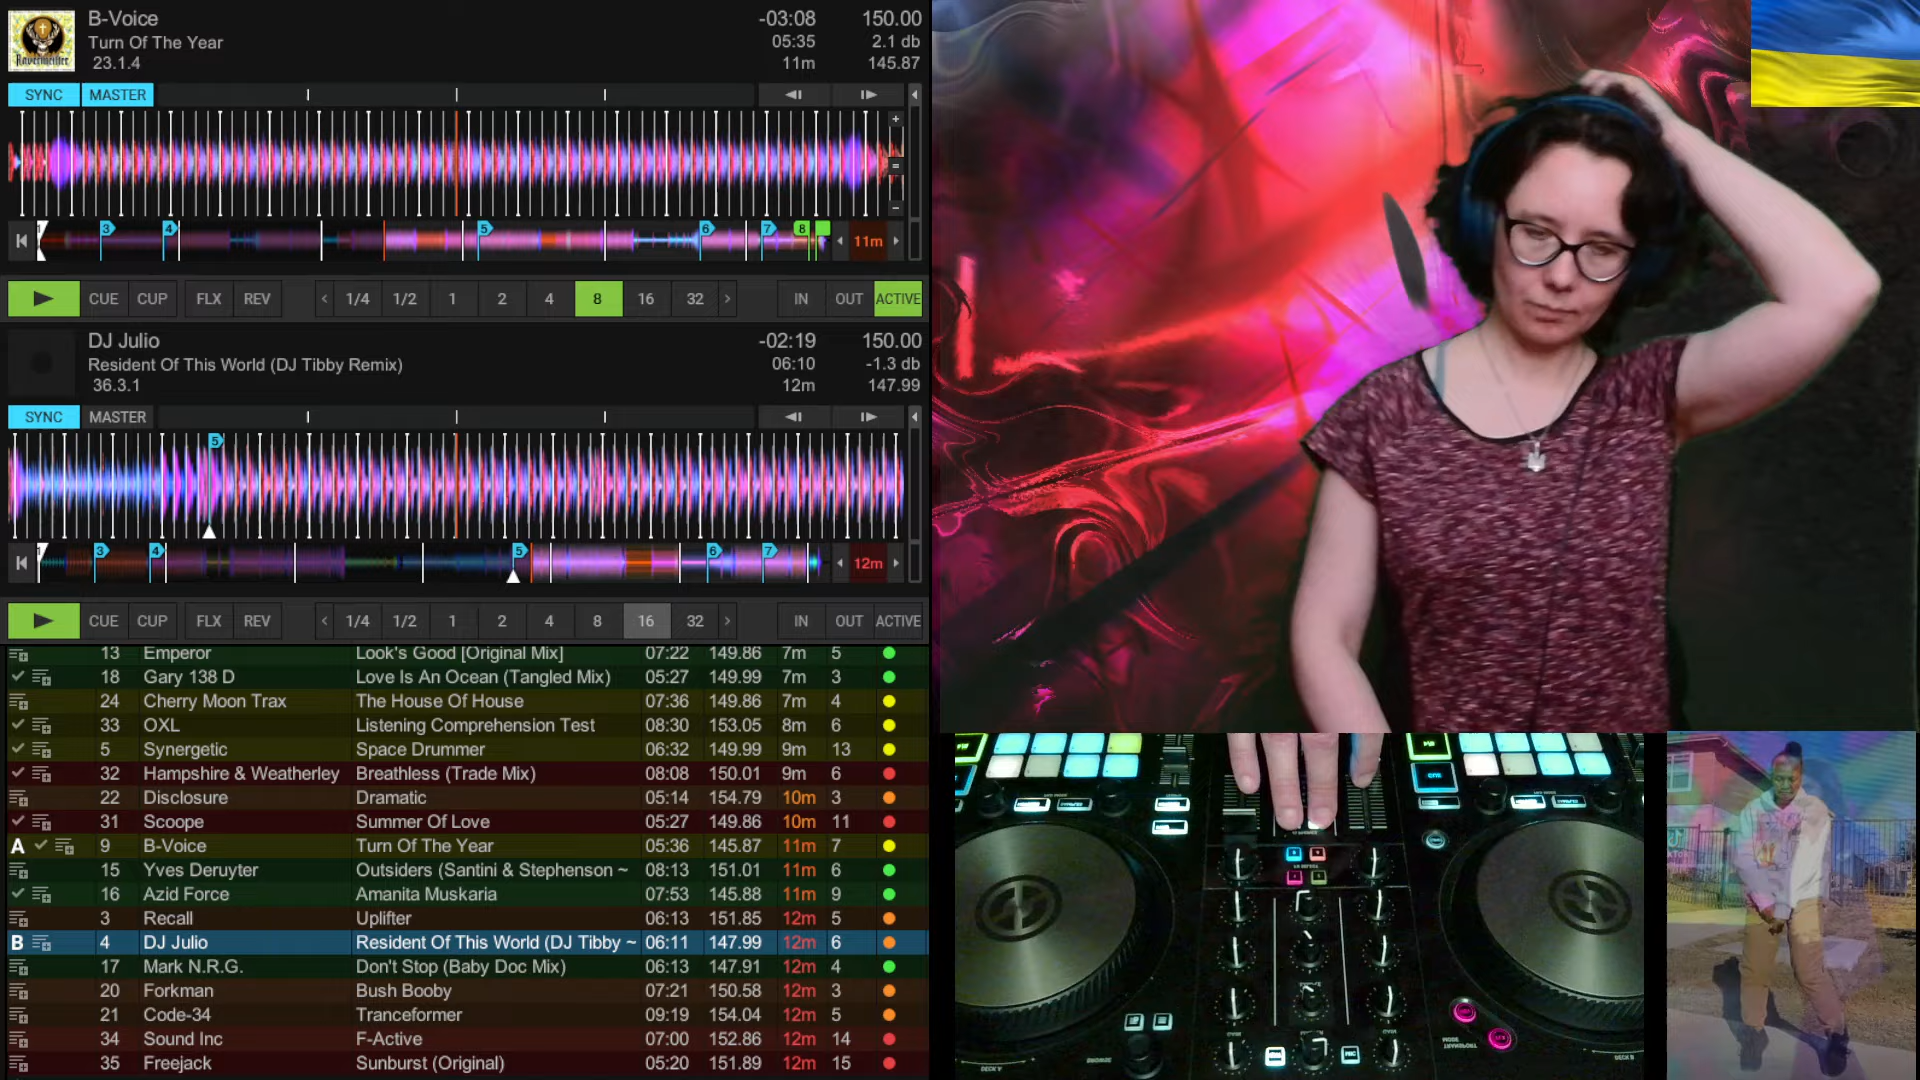 B-Voice -03:08 150.00
Turn Of The Year 05:35 2.1 db
23.1.4 11m 145.87
SYNC MASTER
3 4 5 6 7 8 11m
CUE CUP FLX REV 1/4 1/2 1 2 4 8 16 32 IN OUT ACTIVE
DJ Julio -02:19 150.00
Resident Of This World (DJ Tibby Remix) 06:10 -1.3 db
36.3.1 12m 147.99
SYNC MASTER
5
3 4 5 6 7 12m
CUE CUP FLX REV 1/4 1/2 1 2 4 8 16 32 IN OUT ACTIVE
13 Emperor Look's Good [Original Mix] 07:22 149.86 7m 5
18 Gary 138 D Love Is An Ocean (Tangled Mix) 05:27 149.99 7m 3
24 Cherry Moon Trax The House Of House 07:36 149.86 7m 4
33 OXL Listening Comprehension Test 08:30 153.05 8m 6
5 Synergetic Space Drummer 06:32 149.99 9m 13
32 Hampshire & Weatherley Breathless (Trade Mix) 08:08 150.01 9m 6
22 Disclosure Dramatic 05:14 154.79 10m 3
31 Scoope Summer Of Love 05:27 149.86 10m 11
A 9 B-Voice Turn Of The Year 05:36 145.87 11m 7
15 Yves Deruyter Outsiders (Santini & Stephenson ~ 08:13 151.01 11m 6
16 Azid Force Amanita Muskaria 07:53 145.88 11m 9
3 Recall Uplifter 06:13 151.85 12m 5
B 4 DJ Julio Resident Of This World (DJ Tibby ~ 06:11 147.99 12m 6
17 Mark N.R.G. Don't Stop (Baby Doc Mix) 06:13 147.91 12m 4
20 Forkman Bush Booby 07:21 150.58 12m 3
21 Code-34 Tranceformer 09:19 154.04 12m 5
34 Sound Inc F-Active 07:00 152.86 12m 14
35 Freejack Sunburst (Original) 05:20 151.89 12m 15